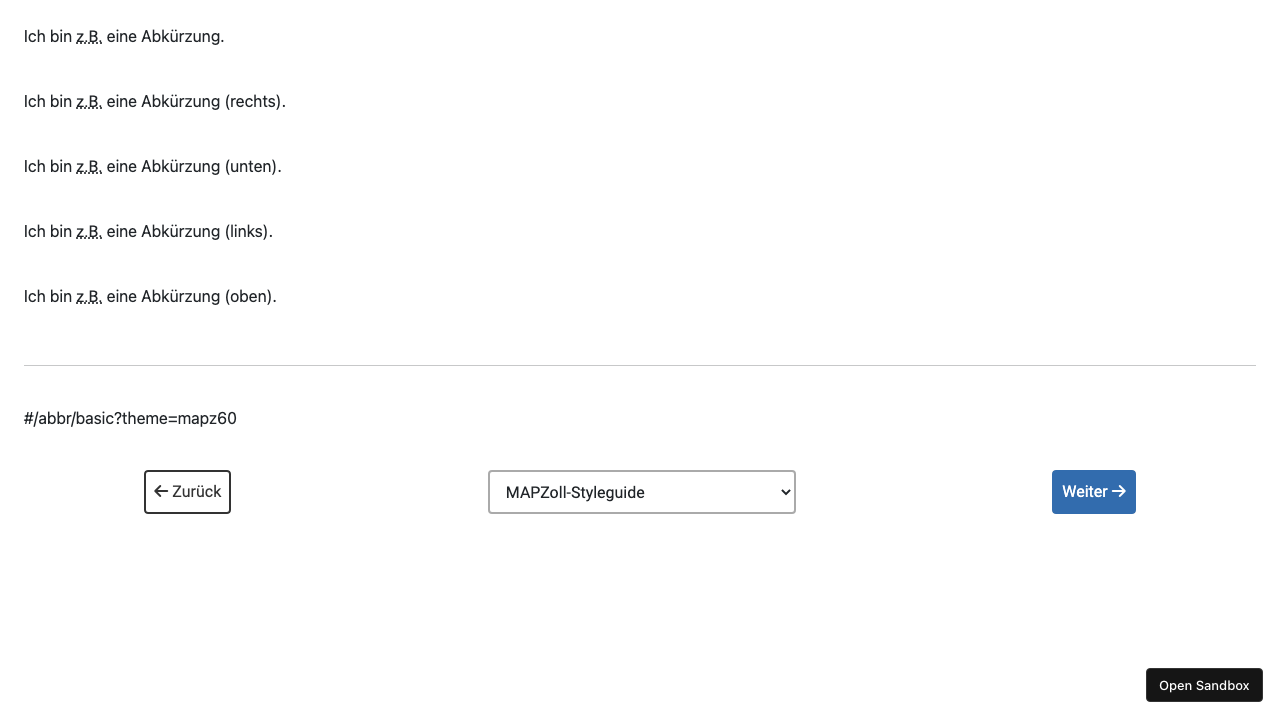 Ich bin z.B. eine Abkürzung.
Ich bin z.B. eine Abkürzung (rechts).
Ich bin z.B. eine Abkürzung (unten).
Ich bin z.B. eine Abkürzung (links).
Ich bin z.B. eine Abkürzung (oben).
#/abbr/basic?theme=mapz60
← Zurück
MAPZoll-Styleguide
Weiter →
Open Sandbox